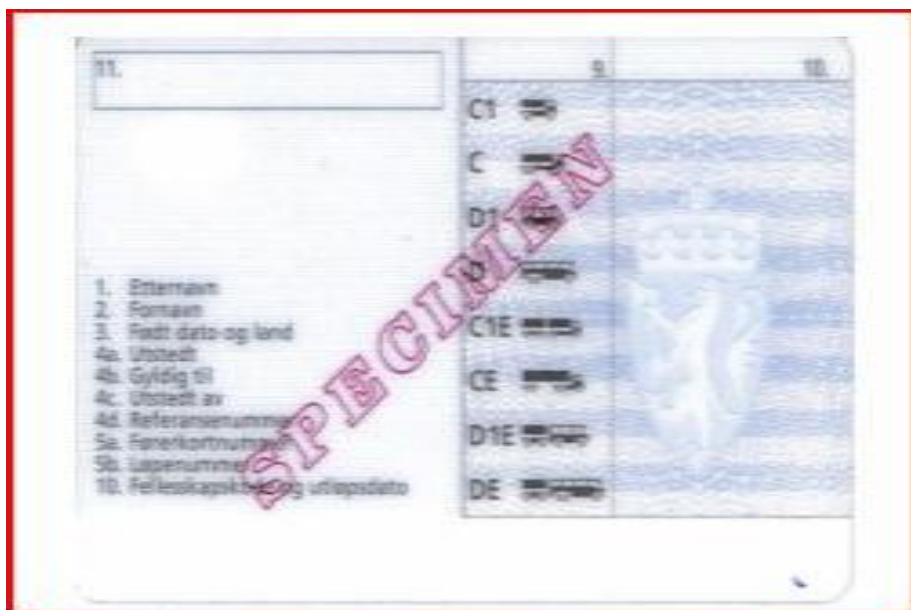 11.
9. 10.
C1
C
D1
D
C1E
CE
D1E
DE
1. Etternavn
2. Fornavn
3. Født dato og land
4a. Utstedt
4b. Gyldig til
4c. Utstedt av
4d. Referansenummer
5a. Førerkortnummer
5b. Løpenummer
10. og utløpsdato
SPECIMEN